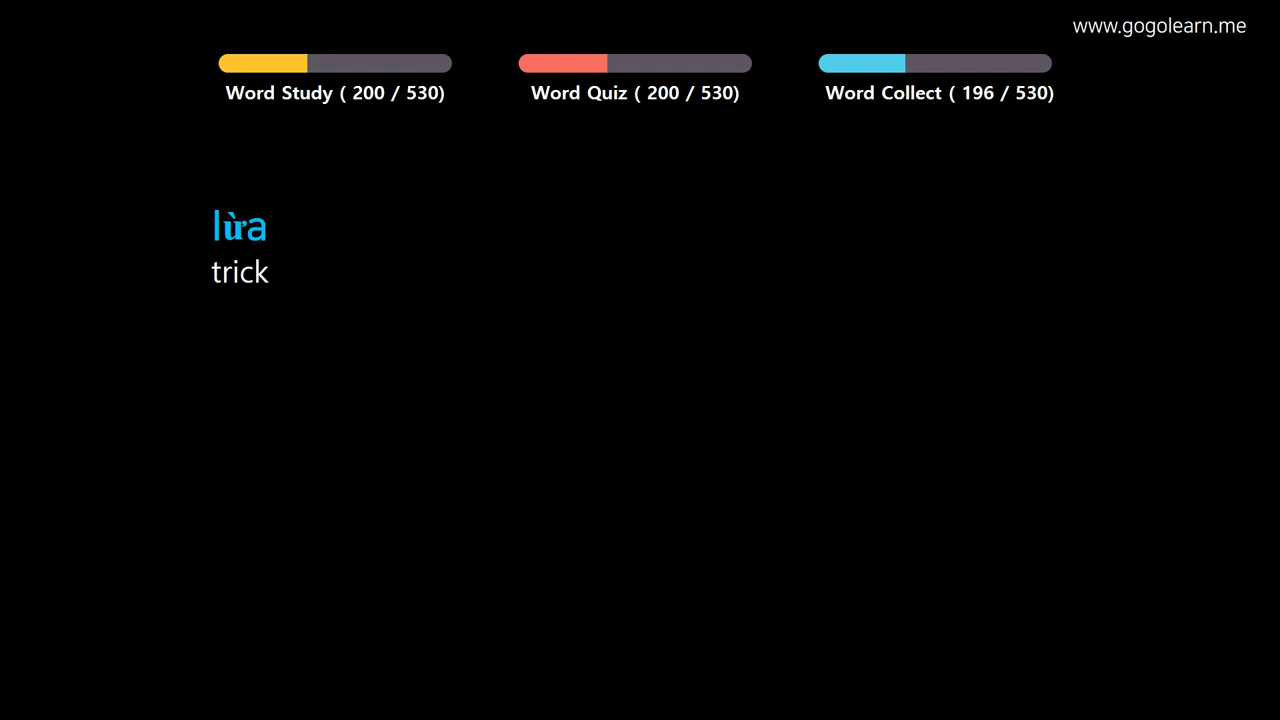 www.gogolearn.me
Word Study ( 200 / 530)
Word Quiz ( 200 / 530)
Word Collect ( 196 / 530)
lừa
trick